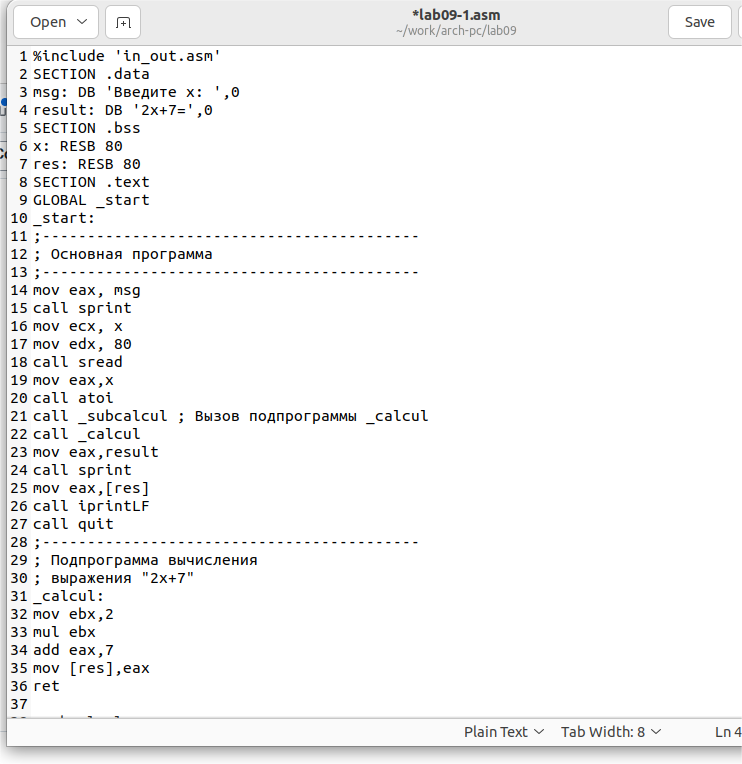 Open
*lab09-1.asm
~/work/arch-pc/lab09
Save
1 %include 'in_out.asm'
2 SECTION .data
3 msg: DB 'Введите x: ',0
4 result: DB '2x+7=',0
5 SECTION .bss
6 x: RESB 80
7 res: RESB 80
8 SECTION .text
9 GLOBAL _start
10 _start:
11 ;------------------------------------------
12 ; Основная программа
13 ;------------------------------------------
14 mov eax, msg
15 call sprint
16 mov ecx, x
17 mov edx, 80
18 call sread
19 mov eax,x
20 call atoi
21 call _subcalcul ; Вызов подпрограммы _calcul
22 call _calcul
23 mov eax,result
24 call sprint
25 mov eax,[res]
26 call iprintLF
27 call quit
28 ;------------------------------------------
29 ; Подпрограмма вычисления
30 ; выражения "2x+7"
31 _calcul:
32 mov ebx,2
33 mul ebx
34 add eax,7
35 mov [res],eax
36 ret
37
Plain Text
Tab Width: 8
Ln 4